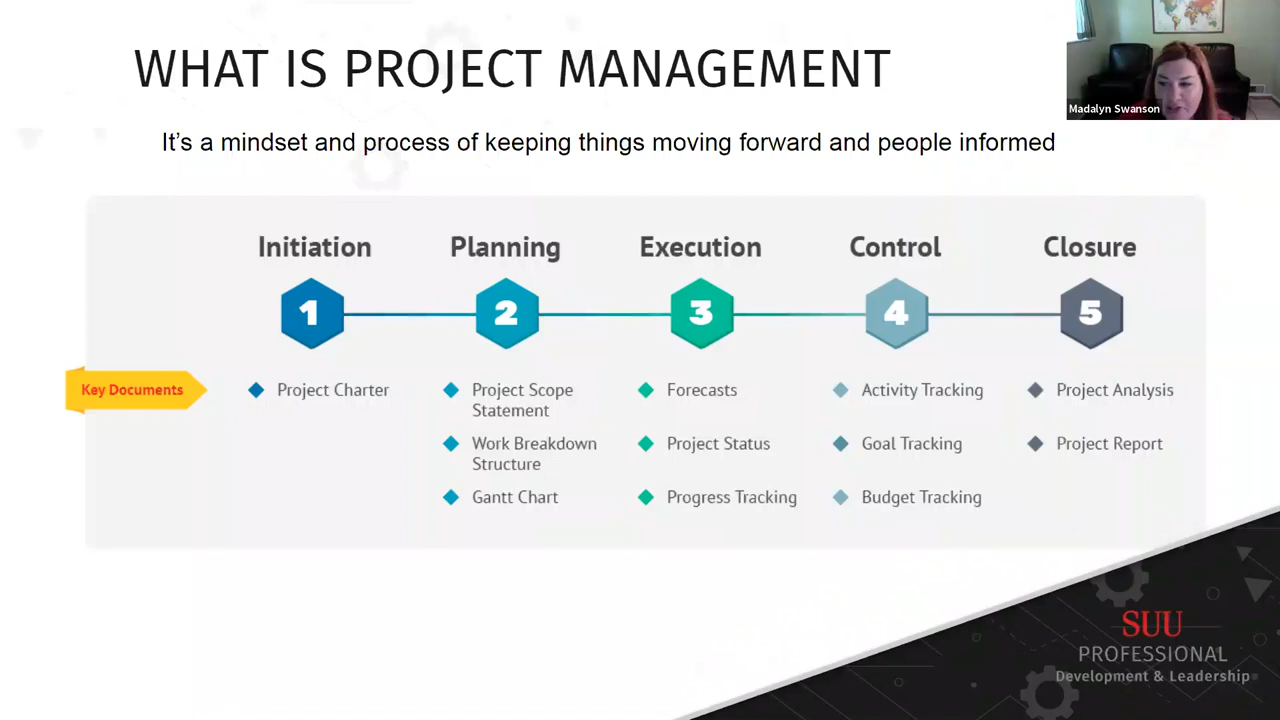 WHAT IS PROJECT MANAGEMENT
Madalyn Swanson
It's a mindset and process of keeping things moving forward and people informed
Initiation
Planning
Execution
Control
Closure
1
2
3
4
5
Key Documents
Project Charter
Project Scope
Statement
Work Breakdown
Structure
Gantt Chart
Forecasts
Project Status
Progress Tracking
Activity Tracking
Goal Tracking
Budget Tracking
Project Analysis
Project Report
SUU
PROFESSIONAL
Development & Leadership